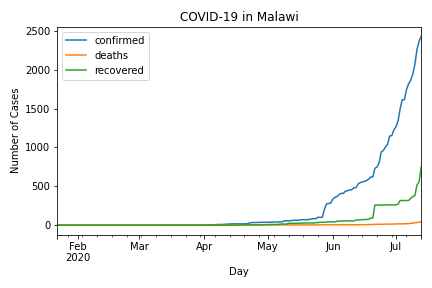 COVID-19 in Malawi
confirmed
deaths
recovered
Number of Cases
2500
2000
1500
1000
500
0
Feb
2020
Mar
Apr
May
Jun
Jul
Day